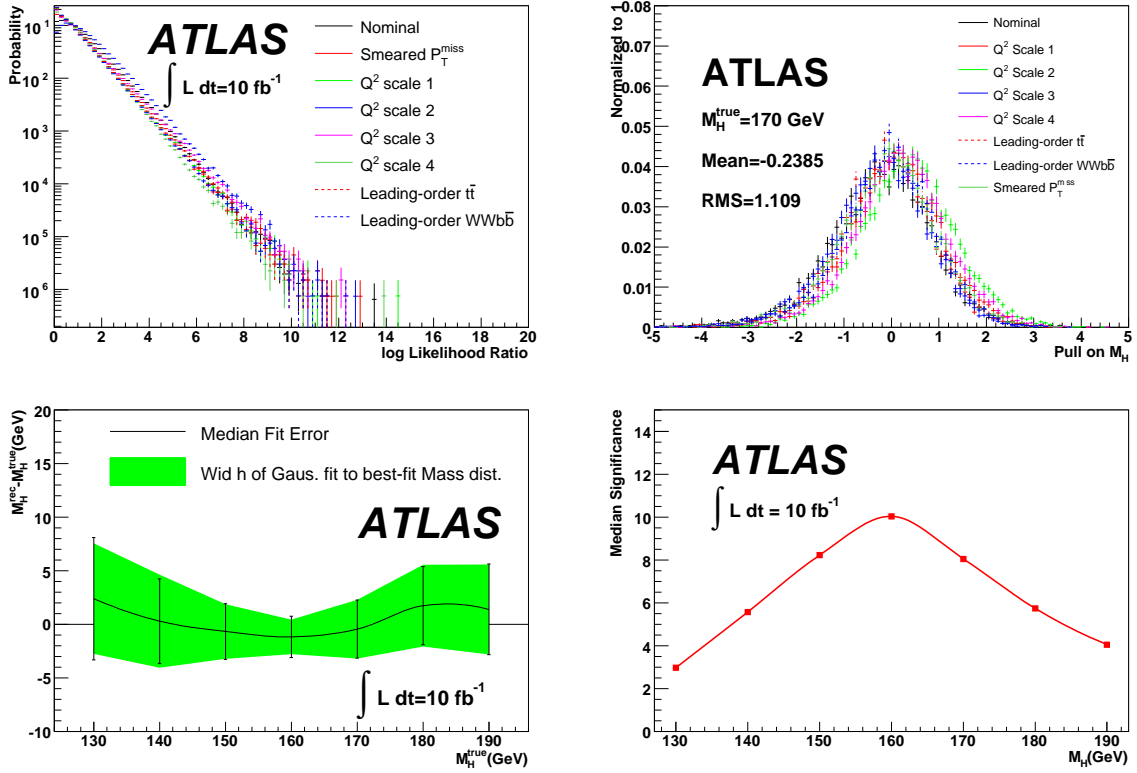 Probability
10¹
10²
10³
10⁴
10⁵
10⁶
0 2 4 6 8 10 12 14 16 18 20
log Likelihood Ratio
ATLAS
∫ L dt=10 fb⁻¹
Nominal
Smeared P_T^miss
Q² scale 1
Q² scale 2
Q² scale 3
Q² scale 4
Leading-order tt̄
Leading-order WWbb̄
Normalized to 1
0.08
0.07
0.06
0.05
0.04
0.03
0.02
0.01
0
-5 -4 -3 -2 -1 0 1 2 3 4 5
Pull on M_H
ATLAS
M_H^true=170 GeV
Mean=-0.2385
RMS=1.109
Nominal
Q² Scale 1
Q² Scale 2
Q² Scale 3
Q² Scale 4
Leading-order tt̄
Leading-order WWbb̄
Smeared P_T^m ss
M_H^rec-M_H^true(GeV)
20
15
10
5
0
-5
-10
130 140 150 160 170 180 190
M_H^true(GeV)
Median Fit Error
Wid h of Gaus. fit to best-fit Mass dist.
ATLAS
∫ L dt=10 fb⁻¹
Median Significance
14
12
10
8
6
4
2
0
130 140 150 160 170 180 190
M_H(GeV)
ATLAS
∫ L dt = 10 fb⁻¹